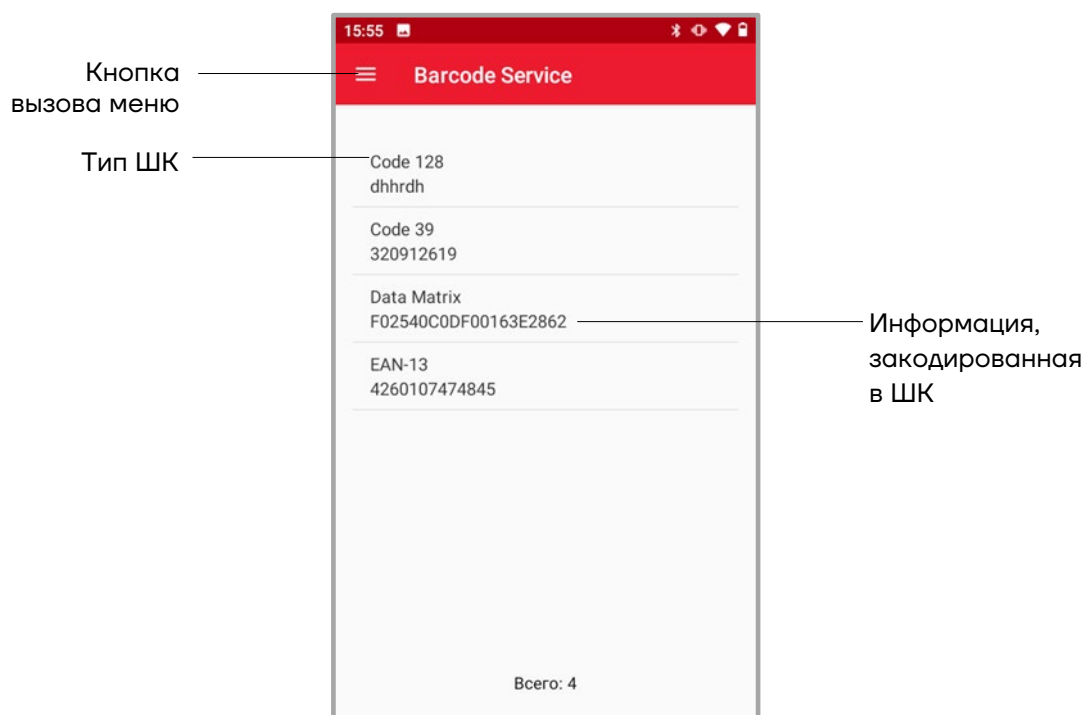 15:55
Кнопка
вызова меню
Barcode Service
Тип ШК
Code 128
dhhrdh
Code 39
320912619
Data Matrix
F02540C0DF00163E2862
Информация,
закодированная
в ШК
EAN-13
4260107474845
Всего: 4